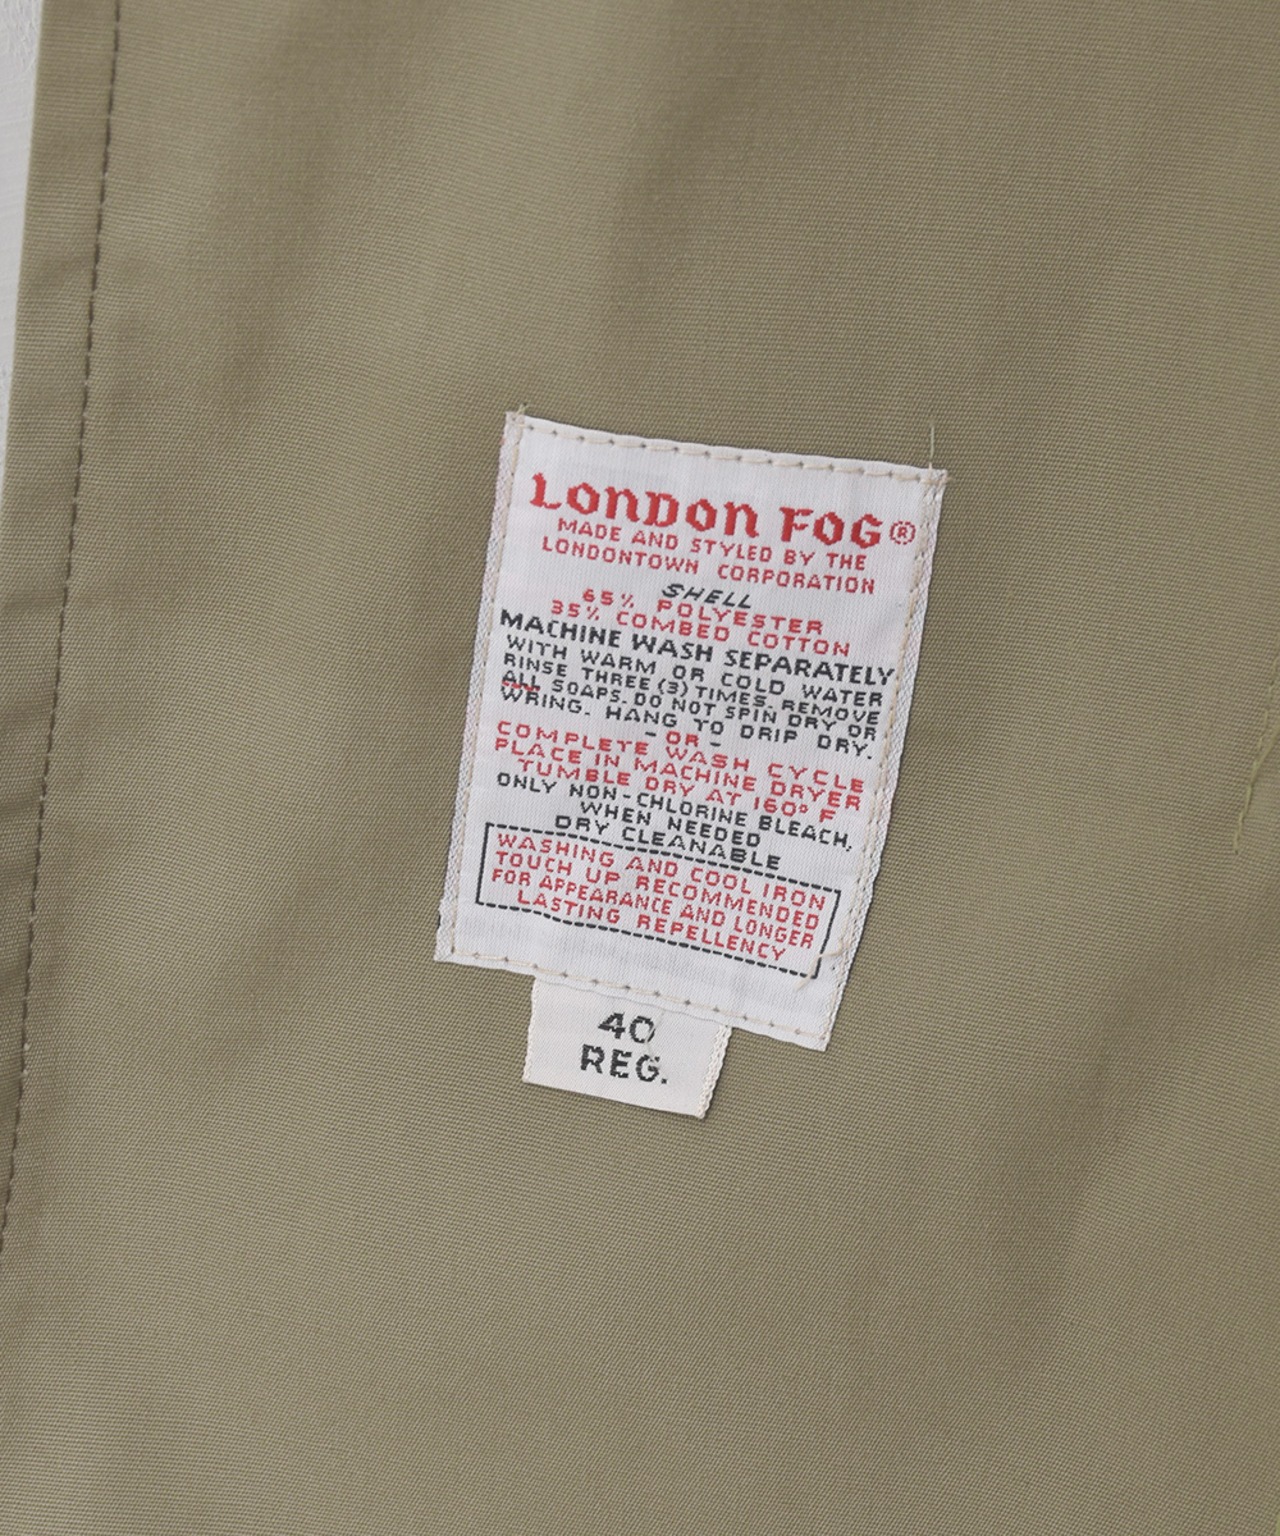 LONDON FOG®
MADE AND STYLED BY THE
LONDONTOWN CORPORATION
SHELL
65% POLYESTER
35% COMBED COTTON
MACHINE WASH SEPARATELY
WITH WARM OR COLD WATER
RINSE THREE (3) TIMES. REMOVE
ALL SOAPS. DO NOT SPIN DRY OR
WRING. HANG TO DRIP DRY.
- OR -
COMPLETE WASH CYCLE
PLACE IN MACHINE DRYER
TUMBLE DRY AT 160° F
ONLY NON-CHLORINE BLEACH,
WHEN NEEDED
DRY CLEANABLE
WASHING AND COOL IRON
TOUCH UP RECOMMENDED
FOR APPEARANCE AND LONGER
LASTING REPELLENCY
40
REG.